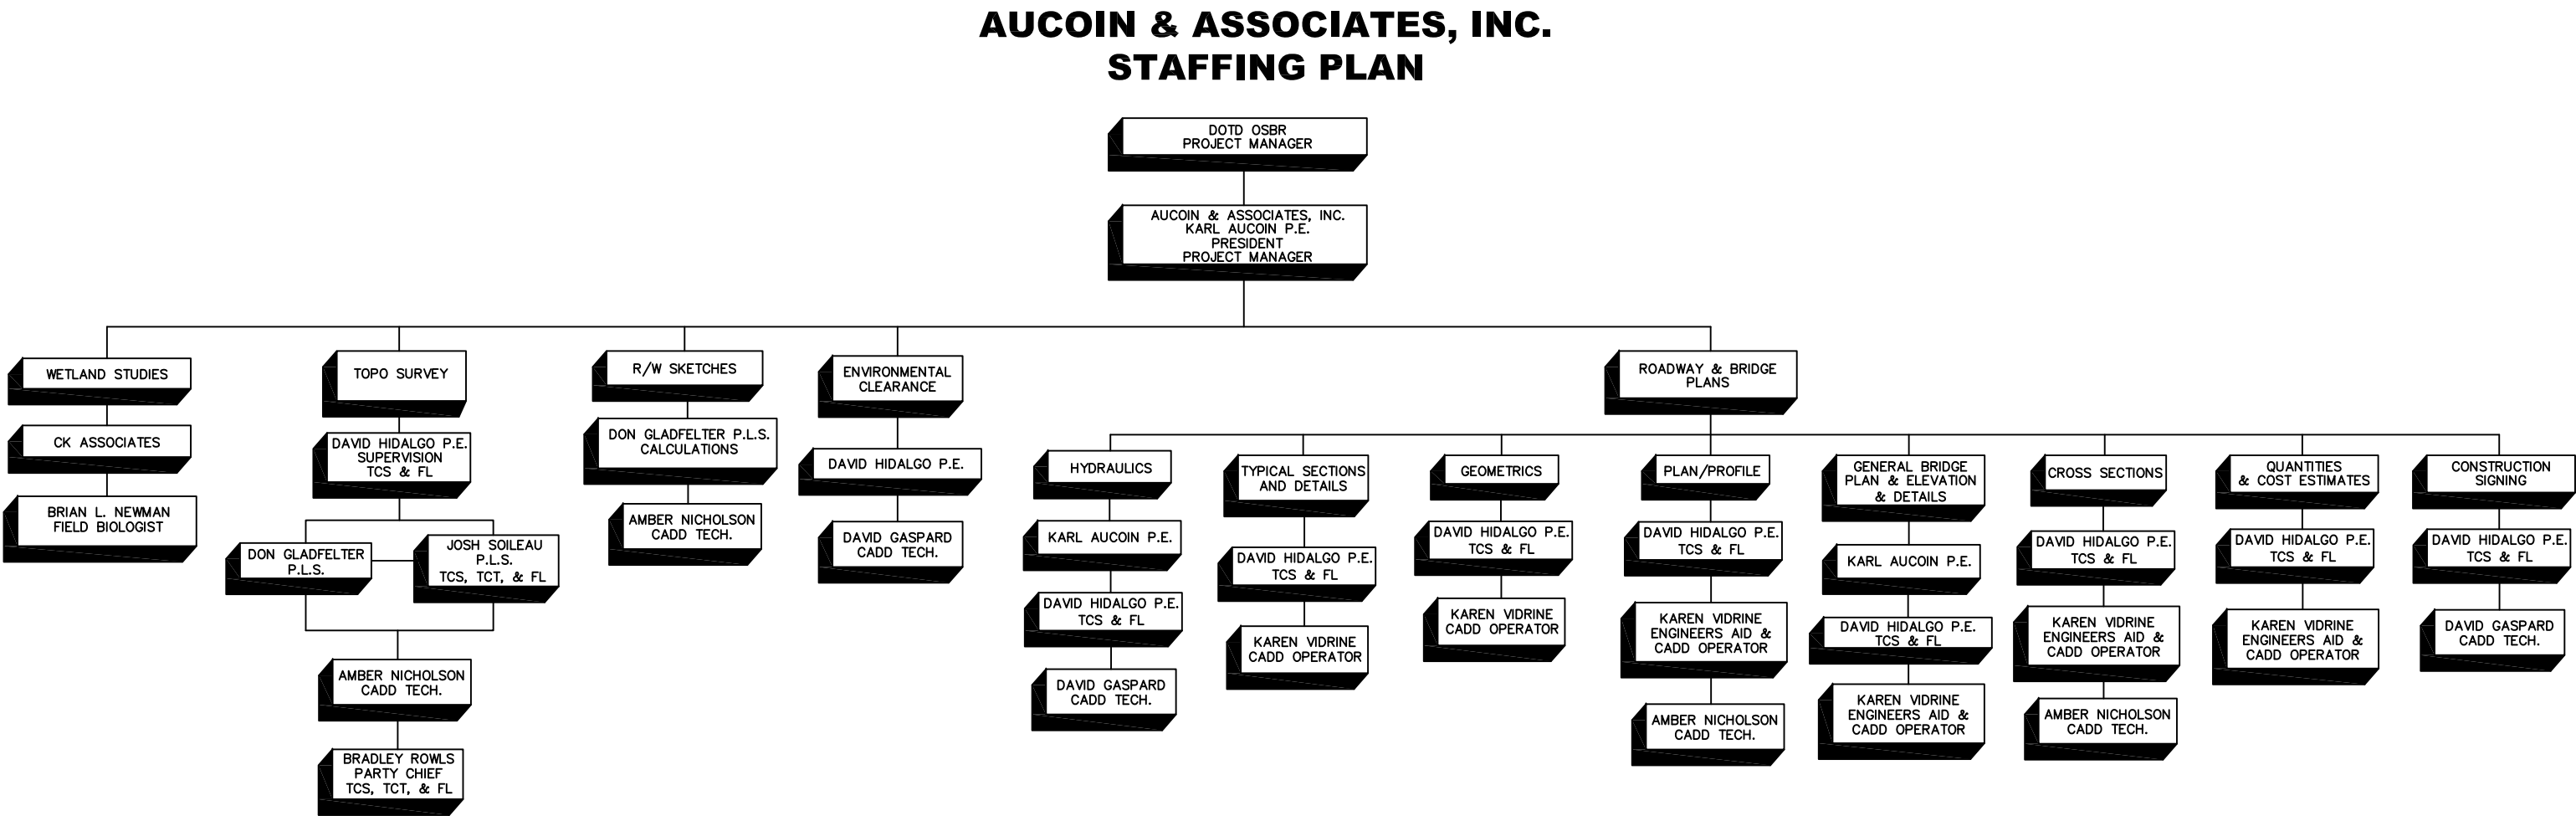 AUCOIN & ASSOCIATES, INC.
STAFFING PLAN
DOTD OSBR
PROJECT MANAGER
AUCOIN & ASSOCIATES, INC.
KARL AUCOIN P.E.
PRESIDENT
PROJECT MANAGER
WETLAND STUDIES
CK ASSOCIATES
BRIAN L. NEWMAN
FIELD BIOLOGIST
TOPO SURVEY
DAVID HIDALGO P.E.
SUPERVISION
TCS & FL
DON GLADFELTER
P.L.S.
JOSH SOILEAU
P.L.S.
TCS, TCT, & FL
AMBER NICHOLSON
CADD TECH.
BRADLEY ROWLS
PARTY CHIEF
TCS, TCT, & FL
R/W SKETCHES
DON GLADFELTER P.L.S.
CALCULATIONS
AMBER NICHOLSON
CADD TECH.
ENVIRONMENTAL
CLEARANCE
DAVID HIDALGO P.E.
DAVID GASPARD
CADD TECH.
ROADWAY & BRIDGE
PLANS
HYDRAULICS
KARL AUCOIN P.E.
DAVID HIDALGO P.E.
TCS & FL
DAVID GASPARD
CADD TECH.
TYPICAL SECTIONS
AND DETAILS
DAVID HIDALGO P.E.
TCS & FL
KAREN VIDRINE
CADD OPERATOR
GEOMETRICS
DAVID HIDALGO P.E.
TCS & FL
KAREN VIDRINE
CADD OPERATOR
PLAN/PROFILE
DAVID HIDALGO P.E.
TCS & FL
KAREN VIDRINE
ENGINEERS AID &
CADD OPERATOR
AMBER NICHOLSON
CADD TECH.
GENERAL BRIDGE
PLAN & ELEVATION
& DETAILS
KARL AUCOIN P.E.
DAVID HIDALGO P.E.
TCS & FL
KAREN VIDRINE
ENGINEERS AID &
CADD OPERATOR
CROSS SECTIONS
DAVID HIDALGO P.E.
TCS & FL
KAREN VIDRINE
ENGINEERS AID &
CADD OPERATOR
AMBER NICHOLSON
CADD TECH.
QUANTITIES
& COST ESTIMATES
DAVID HIDALGO P.E.
TCS & FL
KAREN VIDRINE
ENGINEERS AID &
CADD OPERATOR
CONSTRUCTION
SIGNING
DAVID HIDALGO P.E.
TCS & FL
DAVID GASPARD
CADD TECH.